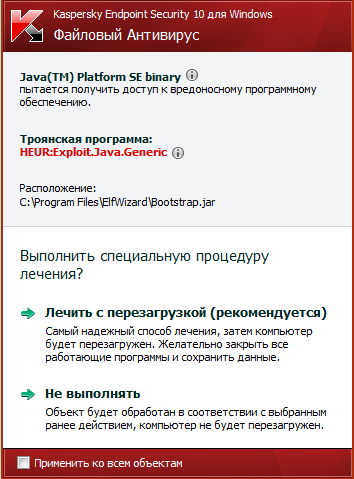 Kaspersky Endpoint Security 10 для Windows
Файловый Антивирус
Java(TM) Platform SE binary
пытается получить доступ к вредоносному программному
обеспечению.
Троянская программа:
HEUR:Exploit.Java.Generic
Расположение:
C:\Program Files\ElfWizard\Bootstrap.jar
Выполнить специальную процедуру
лечения?
Лечить с перезагрузкой (рекомендуется)
Самый надежный способ лечения, затем компьютер
будет перезагружен. Желательно закрыть все
работающие программы и сохранить данные.
Не выполнять
Объект будет обработан в соответствии с выбранным
ранее действием, компьютер не будет перезагружен.
Применить ко всем объектам